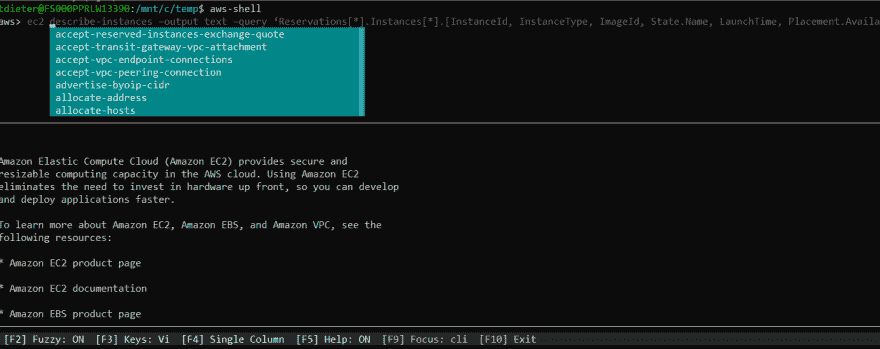 tdieter@FS000PPRLW13390:/mnt/c/temp$ aws-shell
aws> ec2 describe-instances –output text –query ‘Reservations[*].Instances[*].[InstanceId, InstanceType, ImageId, State.Name, LaunchTime, Placement.Availa
accept-reserved-instances-exchange-quote
accept-transit-gateway-vpc-attachment
accept-vpc-endpoint-connections
accept-vpc-peering-connection
advertise-byoip-cidr
allocate-address
allocate-hosts
Amazon Elastic Compute Cloud (Amazon EC2) provides secure and
resizable computing capacity in the AWS cloud. Using Amazon EC2
eliminates the need to invest in hardware up front, so you can develop
and deploy applications faster.
To learn more about Amazon EC2, Amazon EBS, and Amazon VPC, see the
following resources:
* Amazon EC2 product page
* Amazon EC2 documentation
* Amazon EBS product page
[F2] Fuzzy: ON [F3] Keys: Vi [F4] Single Column [F5] Help: ON [F9] Focus: cli [F10] Exit